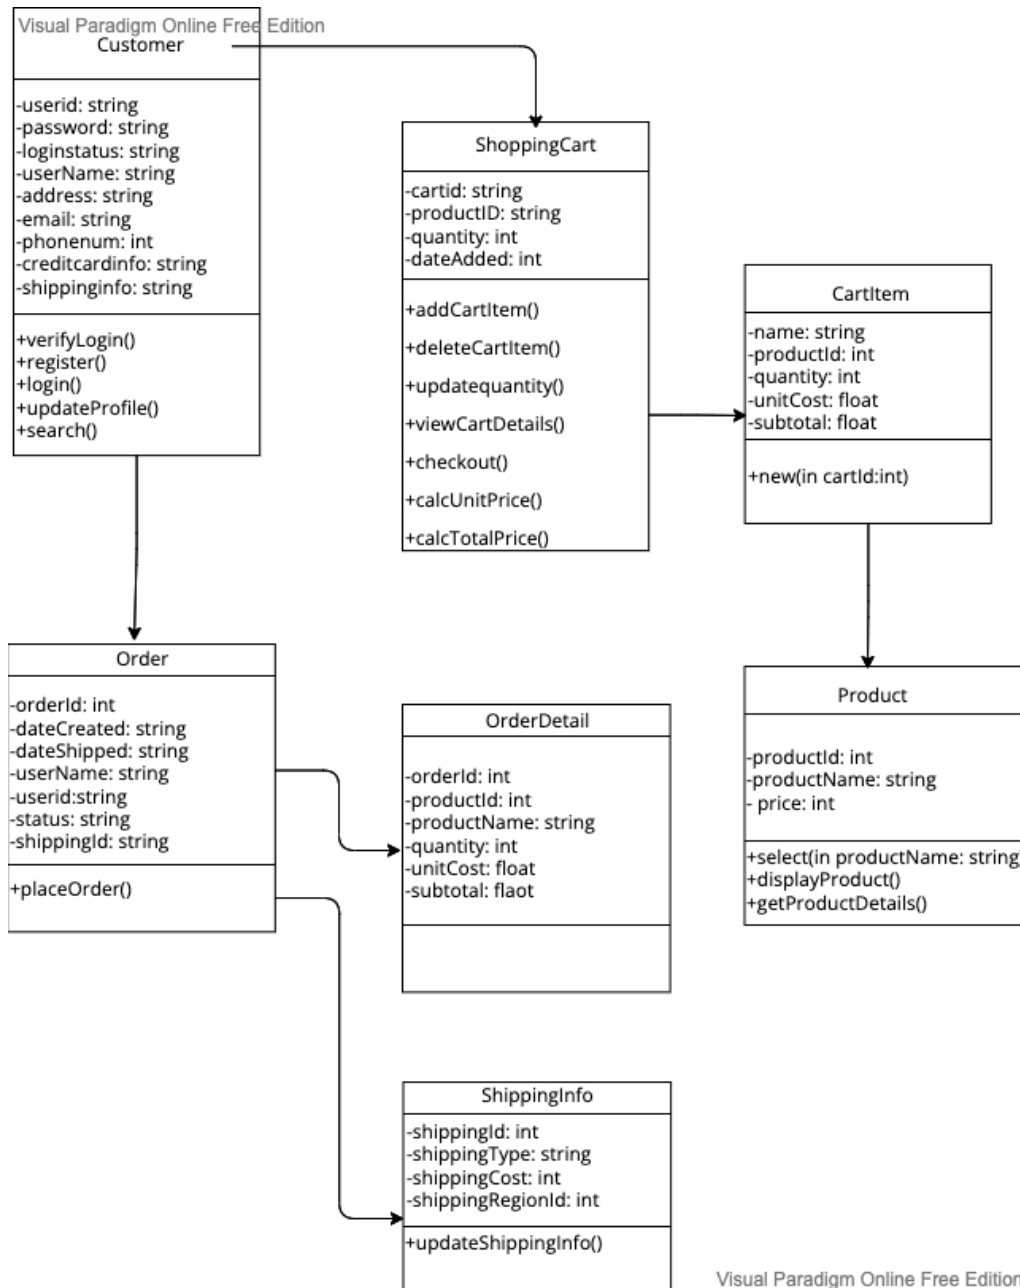 Visual Paradigm Online Free Edition
Customer
-userid: string
-password: string
-loginstatus: string
-userName: string
-address: string
-email: string
-phonenum: int
-creditcardinfo: string
-shippinginfo: string
+verifyLogin()
+register()
+login()
+updateProfile()
+search()
ShoppingCart
-cartid: string
-productID: string
-quantity: int
-dateAdded: int
+addCartItem()
+deleteCartItem()
+updatequantity()
+viewCartDetails()
+checkout()
+calcUnitPrice()
+calcTotalPrice()
CartItem
-name: string
-productId: int
-quantity: int
-unitCost: float
-subtotal: float
+new(in cartId:int)
Order
-orderId: int
-dateCreated: string
-dateShipped: string
-userName: string
-userid:string
-status: string
-shippingId: string
+placeOrder()
OrderDetail
-orderId: int
-productId: int
-productName: string
-quantity: int
-unitCost: float
-subtotal: flaot
Product
-productId: int
-productName: string
- price: int
+select(in productName: string)
+displayProduct()
+getProductDetails()
ShippingInfo
-shippingId: int
-shippingType: string
-shippingCost: int
-shippingRegionId: int
+updateShippingInfo()
Visual Paradigm Online Free Edition